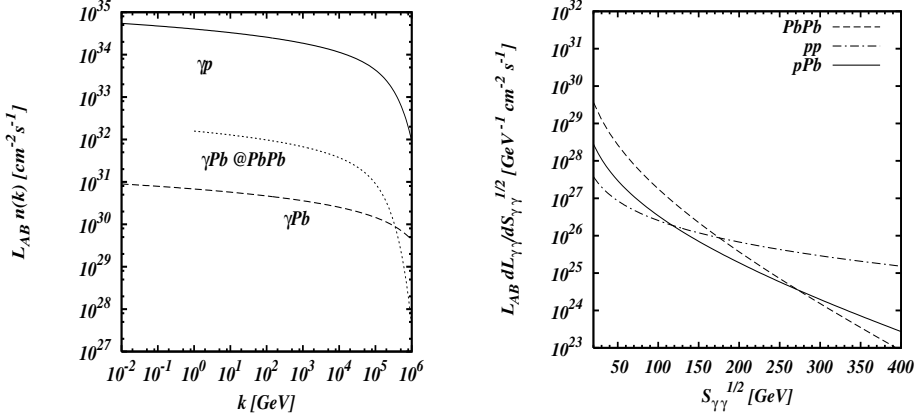 L_AB n(k) [cm^-2 s^-1]
10^35
10^34
10^33
10^32
10^31
10^30
10^29
10^28
10^27
γp
γPb @PbPb
γPb
10^-2 10^-1 10^0 10^1 10^2 10^3 10^4 10^5 10^6
k [GeV]
L_AB dL_γγ/dS_γγ^1/2 [GeV^-1 cm^-2 s^-1]
10^32
10^31
10^30
10^29
10^28
10^27
10^26
10^25
10^24
10^23
PbPb
pp
pPb
50 100 150 200 250 300 350 400
S_γγ^1/2 [GeV]